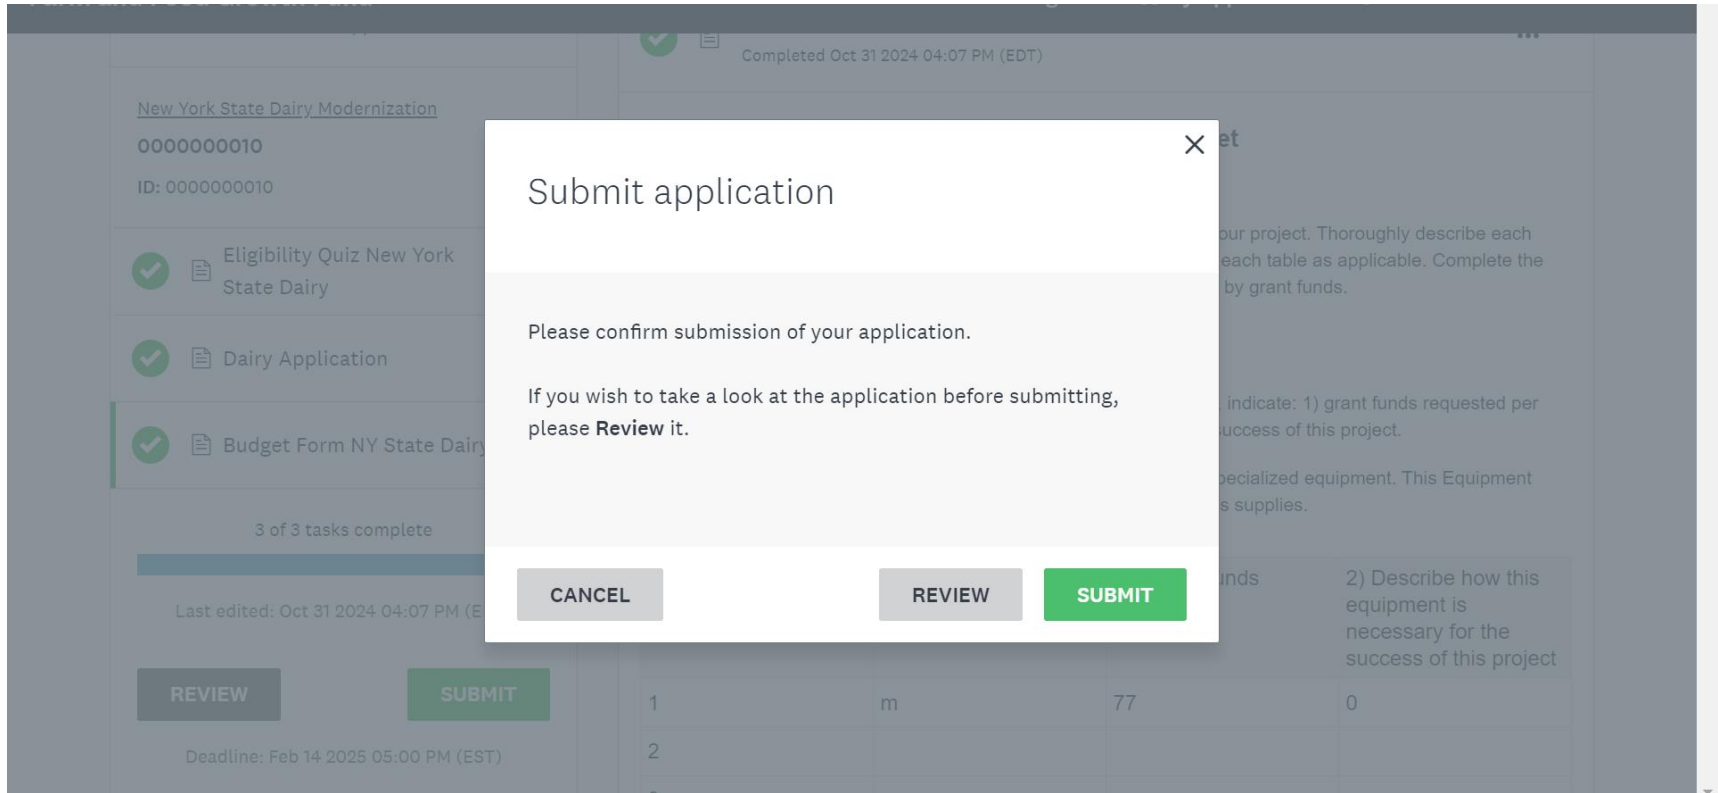 Completed Oct 31 2024 04:07 PM (EDT)
New York State Dairy Modernization
0000000010
ID: 0000000010
Eligibility Quiz New York
State Dairy
Dairy Application
Budget Form NY State Dairy
3 of 3 tasks complete
Last edited: Oct 31 2024 04:07 PM (E
REVIEW
SUBMIT
Deadline: Feb 14 2025 05:00 PM (EST)
Submit application
Please confirm submission of your application.
If you wish to take a look at the application before submitting,
please Review it.
CANCEL
REVIEW
SUBMIT
et
our project. Thoroughly describe each
each table as applicable. Complete the
by grant funds.
indicate: 1) grant funds requested per
success of this project.
pecialized equipment. This Equipment
s supplies.
unds
2) Describe how this
equipment is
necessary for the
success of this project
1 m 77 0
2